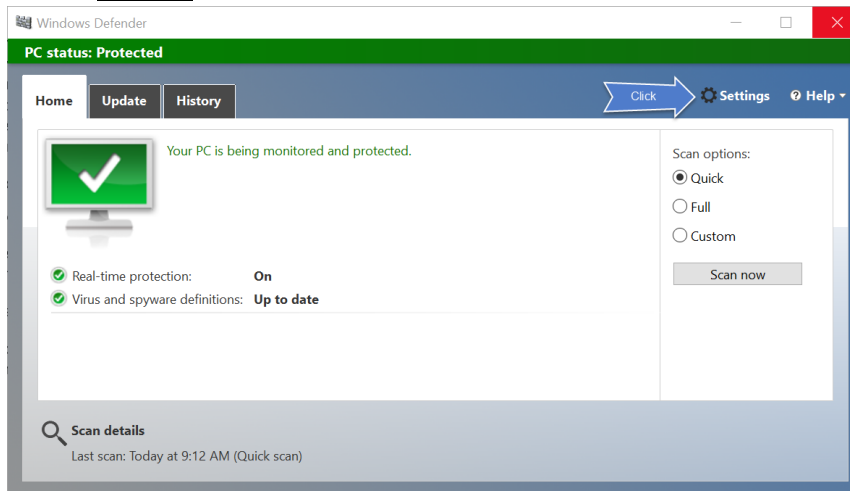 Windows Defender
PC status: Protected
Home Update History Click Settings Help
Your PC is being monitored and protected.
Scan options:
Quick
Full
Custom
Scan now
Real-time protection: On
Virus and spyware definitions: Up to date
Scan details
Last scan: Today at 9:12 AM (Quick scan)